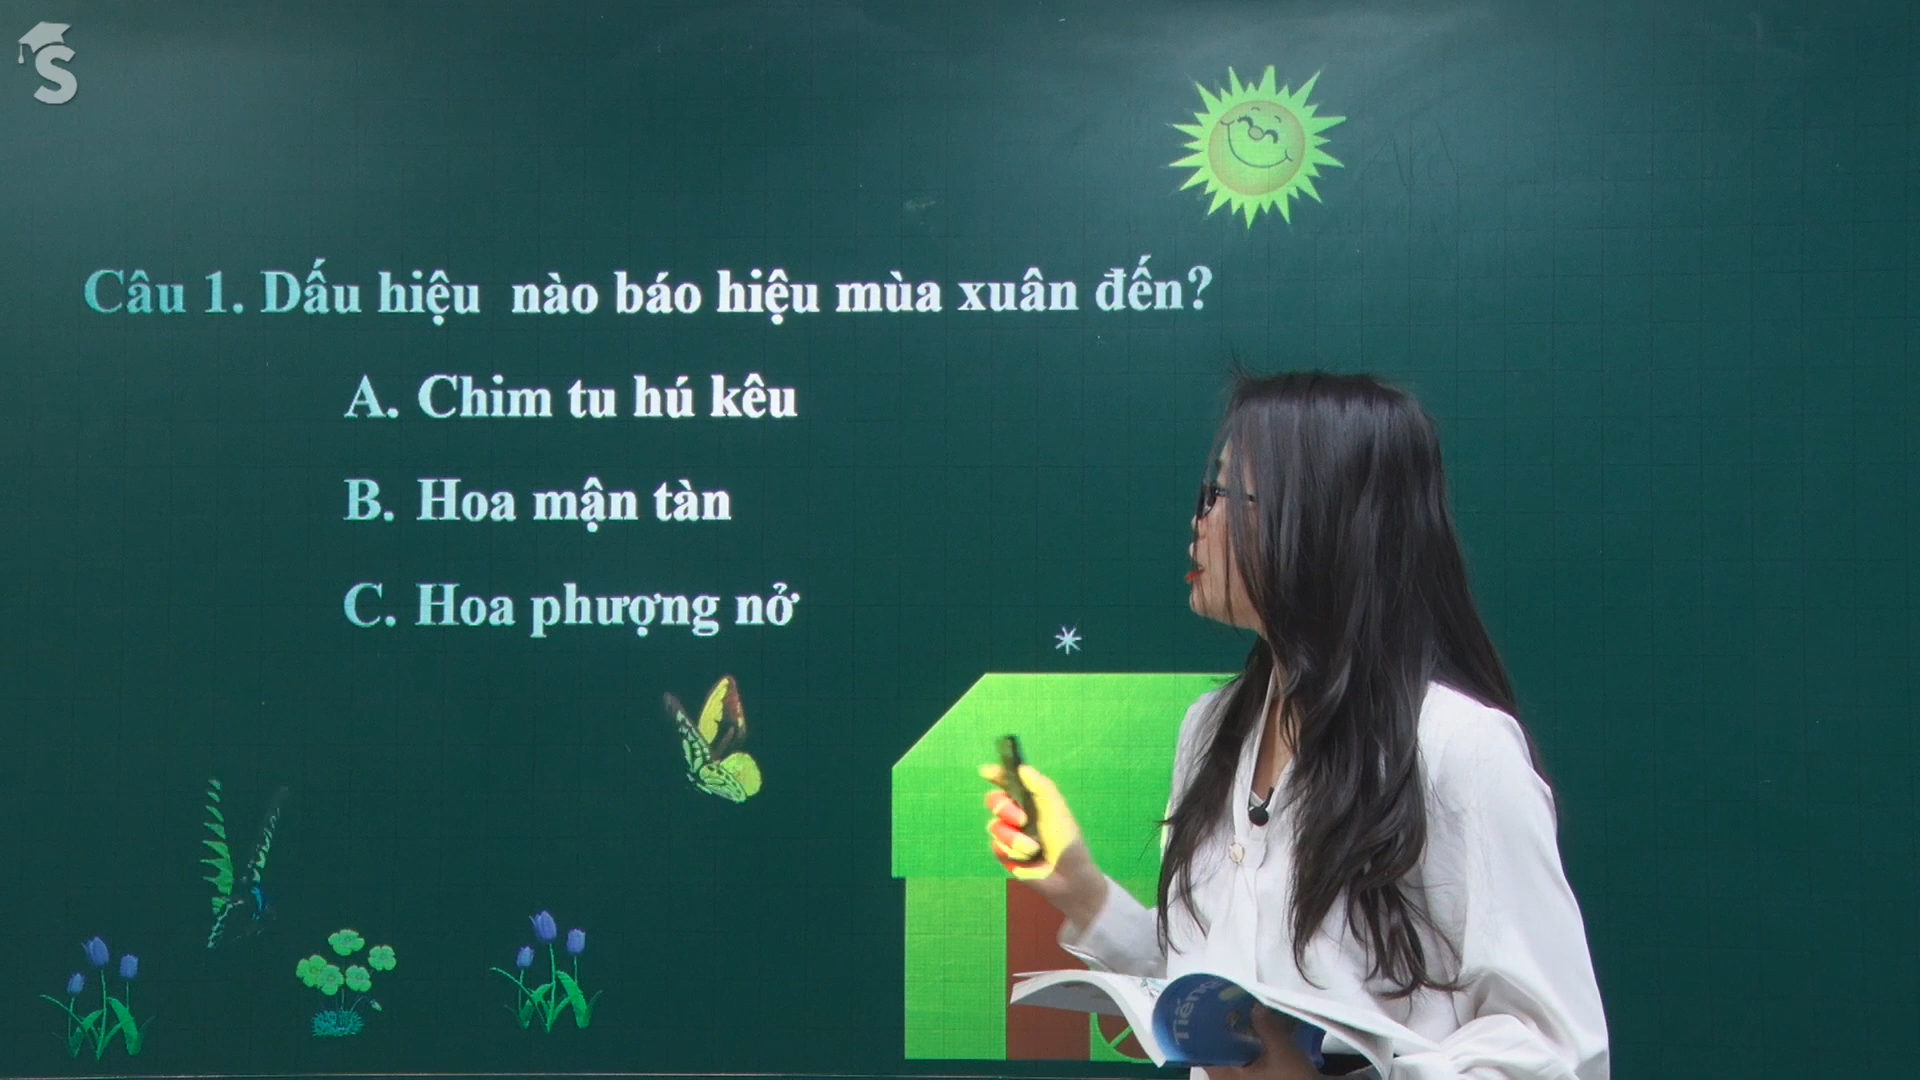 S
Câu 1. Dấu hiệu nào báo hiệu mùa xuân đến?
A. Chim tu hú kêu
B. Hoa mận tàn
C. Hoa phượng nở
Tiếng